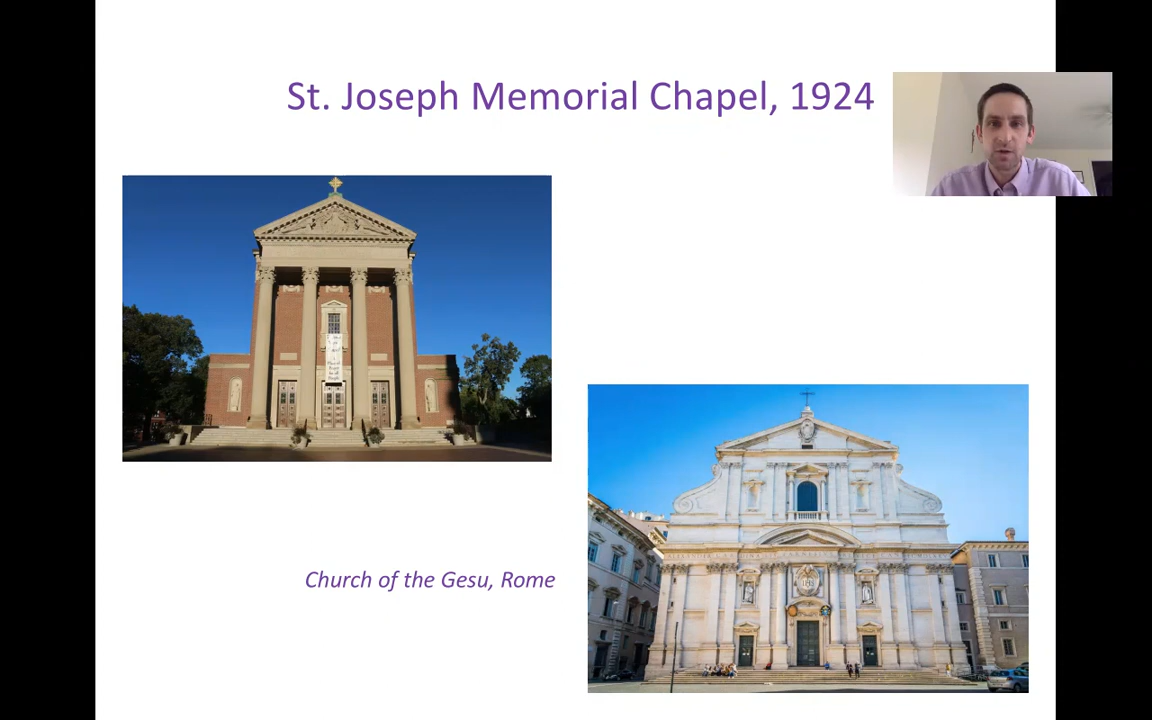 St. Joseph Memorial Chapel, 1924
Church of the Gesu, Rome